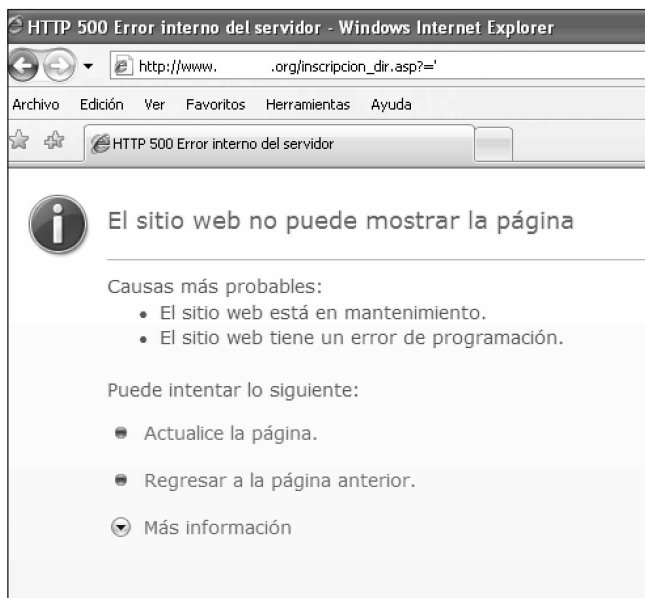 HTTP 500 Error interno del servidor - Windows Internet Explorer
http://www. .org/inscripcion_dir.asp?='
Archivo Edición Ver Favoritos Herramientas Ayuda
HTTP 500 Error interno del servidor
El sitio web no puede mostrar la página
Causas más probables:
• El sitio web está en mantenimiento.
• El sitio web tiene un error de programación.
Puede intentar lo siguiente:
Actualice la página.
Regresar a la página anterior.
Más información